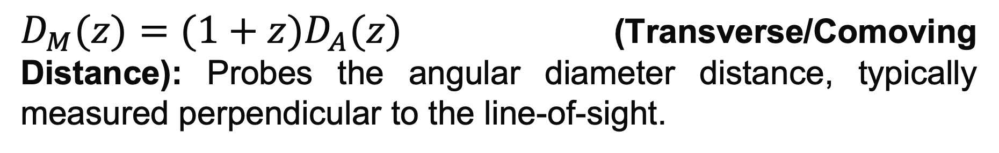 D_M(z) = (1 + z)D_A(z) (Transverse/Comoving
Distance): Probes the angular diameter distance, typically
measured perpendicular to the line-of-sight.